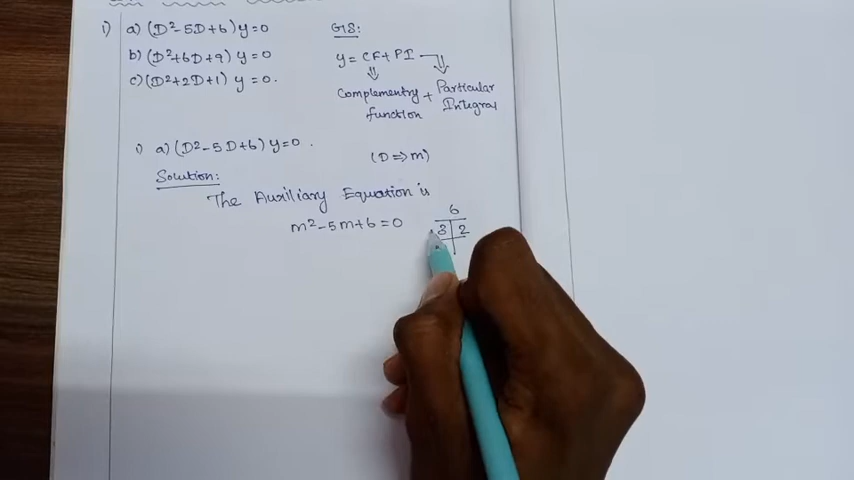 1) a) (D²-5D+6)y=0
b) (D²+6D+9) y=0
c) (D²+2D+1) y=0.
G.S:
y = CF + PI
Complementry + Particular
function Integral
1) a) (D²-5D+6) y=0.
(D ⇒ m)
Solution:
The Auxiliary Equation is
m²-5m+6=0
6
3 2